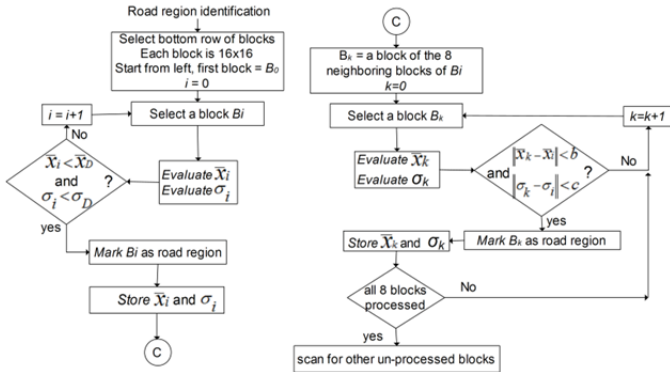 Road region identification
Select bottom row of blocks
Each block is 16x16
Start from left, first block = B₀
i = 0
i = i+1
Select a block Bi
No
x̄i < x̄D
and
σi < σD
?
Evaluate x̄i
Evaluate σi
yes
Mark Bi as road region
Store x̄i and σi
C
C
Bk = a block of the 8
neighboring blocks of Bi
k=0
Select a block Bk
k=k+1
Evaluate x̄k
Evaluate σk
|x̄k − x̄i| < b
and
?
||σk − σi|| < c
No
yes
Store x̄k and σk
Mark Bk as road region
all 8 blocks
processed
No
yes
scan for other un-processed blocks